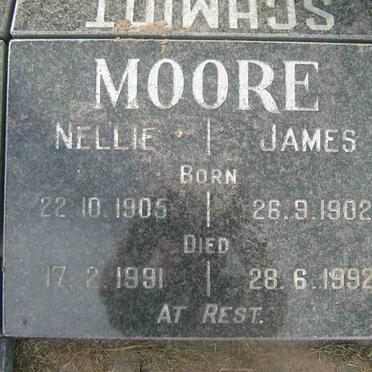 SCHMIDT
MOORE
NELLIE | JAMES
BORN
22.10.1905 | 26.9.1902
DIED
17.2.1991 | 28.6.1992
AT REST.